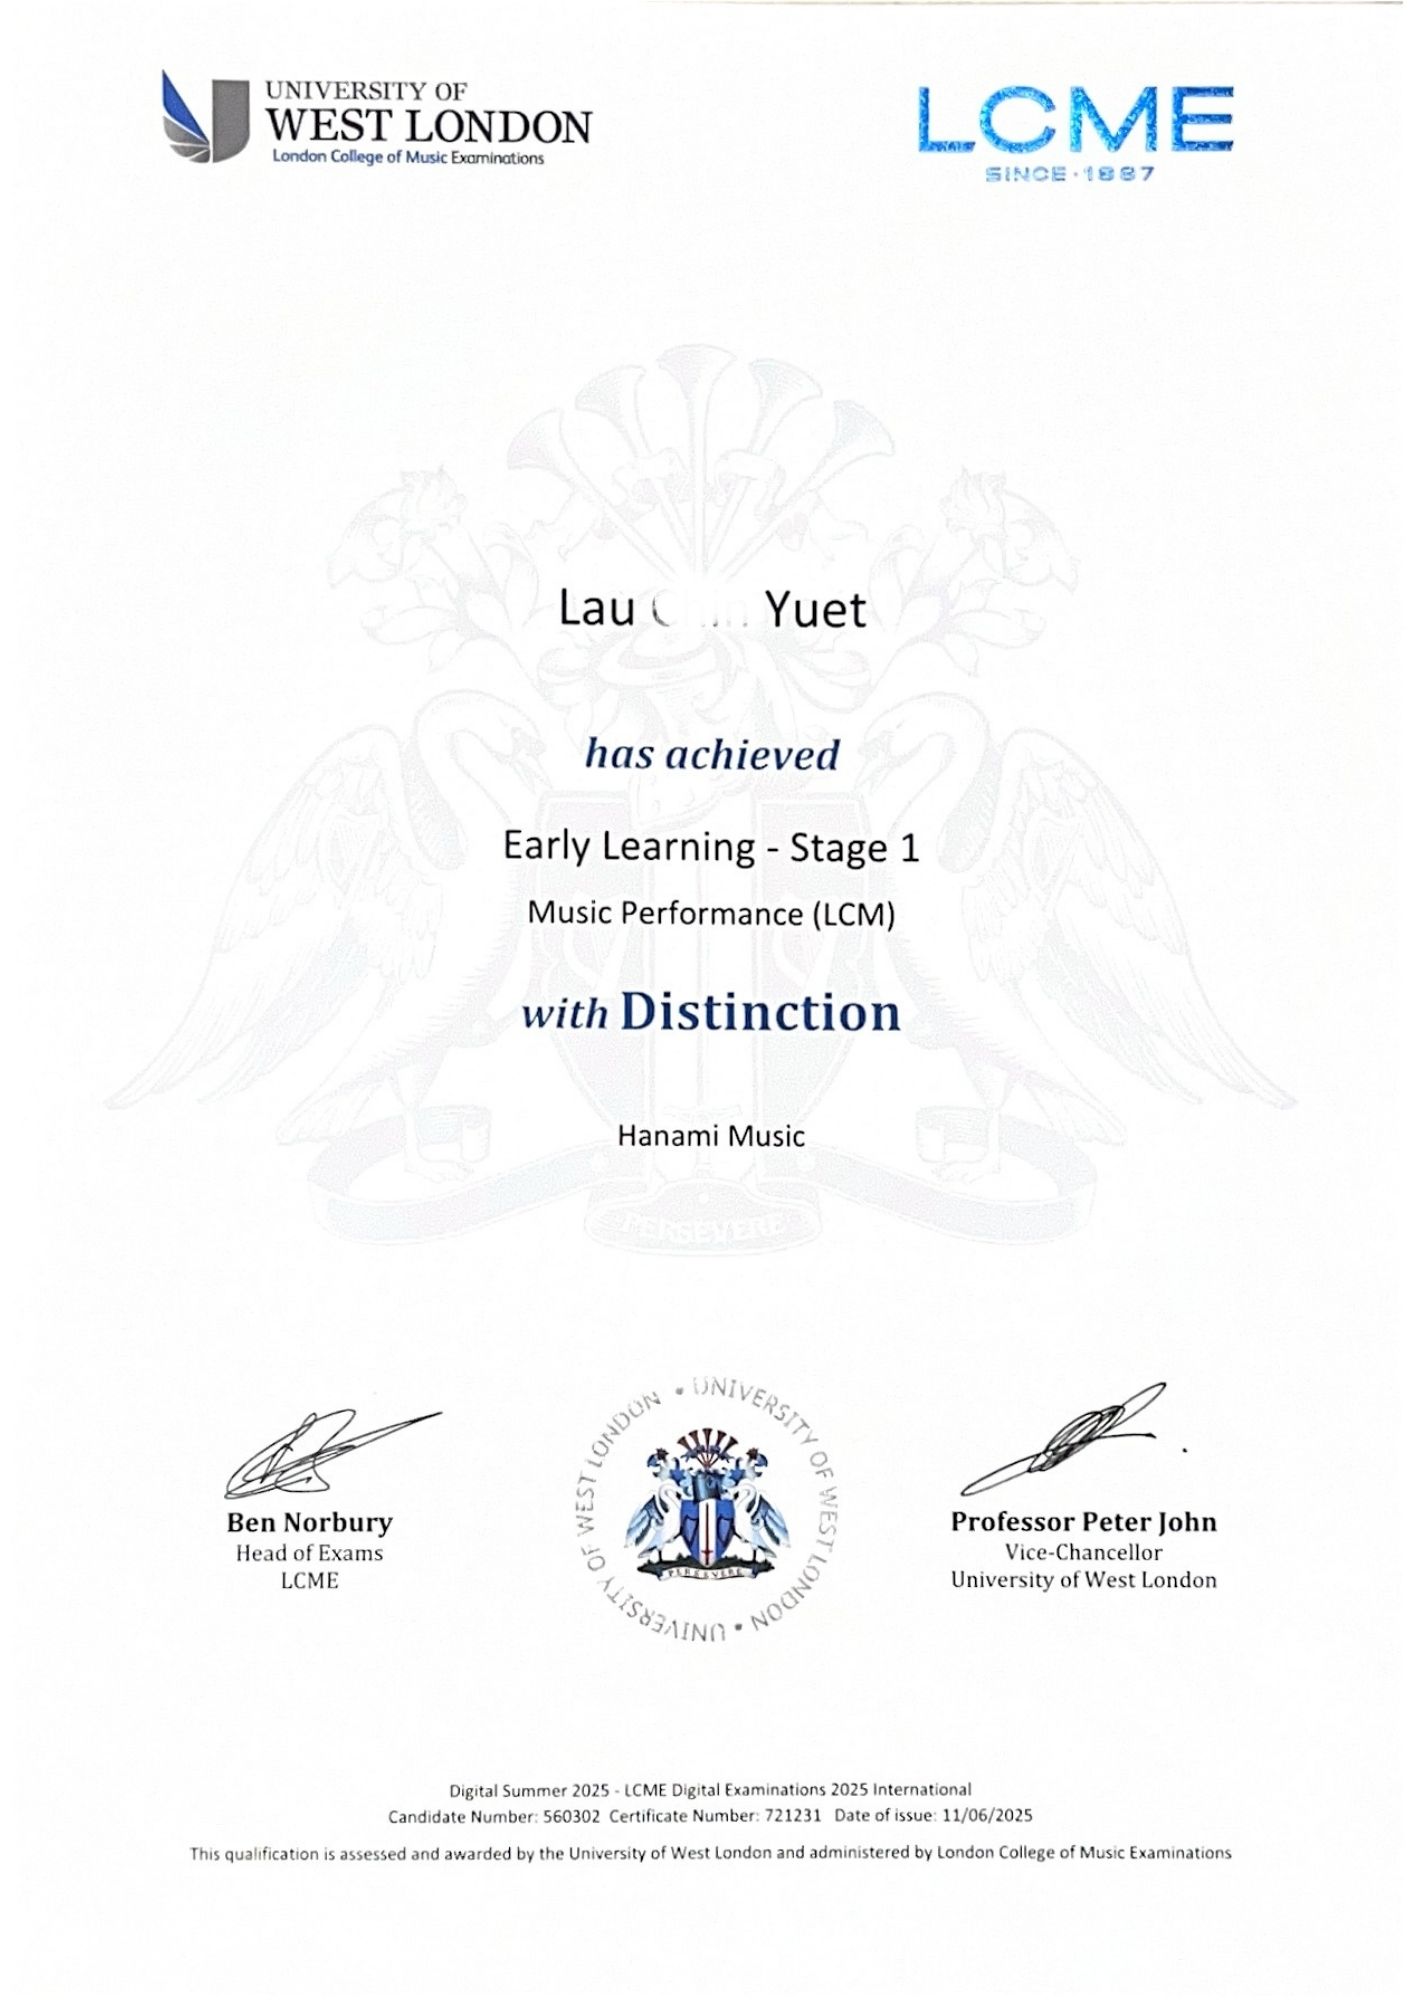 UNIVERSITY OF
WEST LONDON
London College of Music Examinations
LCME
SINCE·1887
Lau Yuet
has achieved
Early Learning - Stage 1
Music Performance (LCM)
with Distinction
Hanami Music
PERSEVERE
UNIVERSITY OF WEST LONDON • UNIVERSITY OF WEST LONDON •
PERSEVERE
Ben Norbury
Head of Exams
LCME
Professor Peter John
Vice-Chancellor
University of West London
Digital Summer 2025 - LCME Digital Examinations 2025 International
Candidate Number: 560302 Certificate Number: 721231 Date of issue: 11/06/2025
This qualification is assessed and awarded by the University of West London and administered by London College of Music Examinations